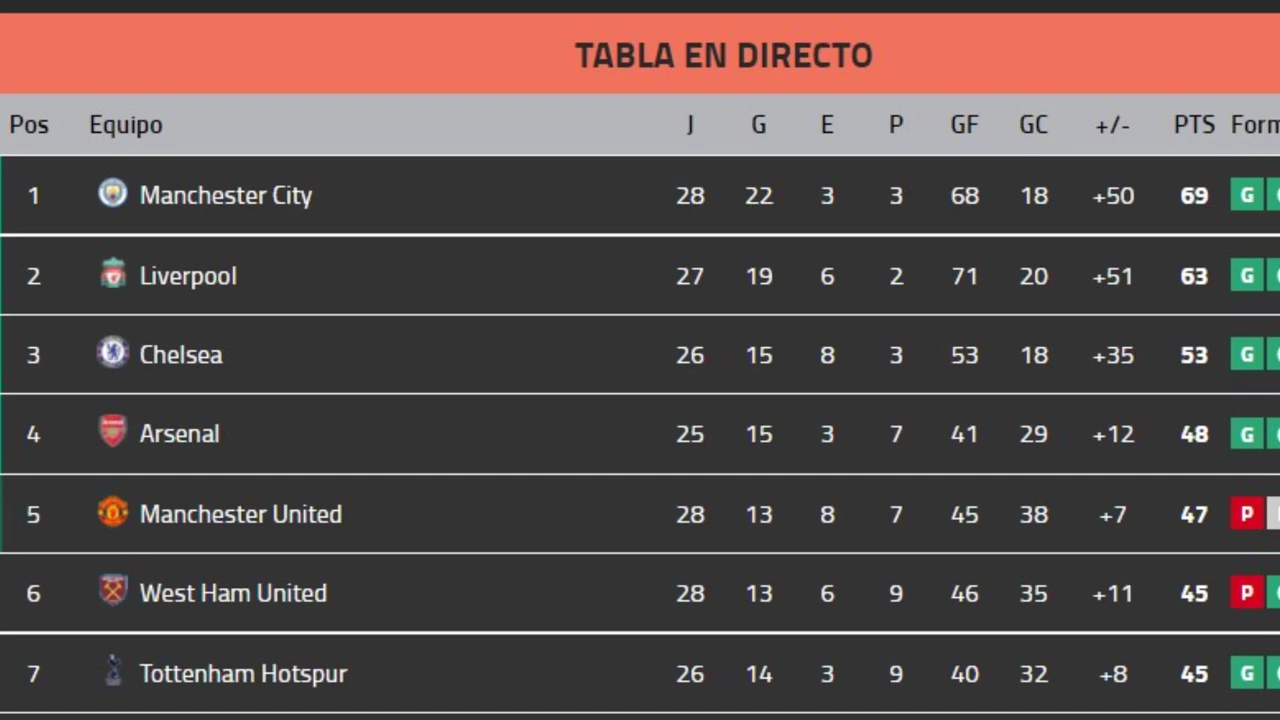 TABLA EN DIRECTO
Pos Equipo J G E P GF GC +/- PTS Form
1 Manchester City 28 22 3 3 68 18 +50 69 G
2 Liverpool 27 19 6 2 71 20 +51 63 G
3 Chelsea 26 15 8 3 53 18 +35 53 G
4 Arsenal 25 15 3 7 41 29 +12 48 G
5 Manchester United 28 13 8 7 45 38 +7 47 P
6 West Ham United 28 13 6 9 46 35 +11 45 P
7 Tottenham Hotspur 26 14 3 9 40 32 +8 45 G